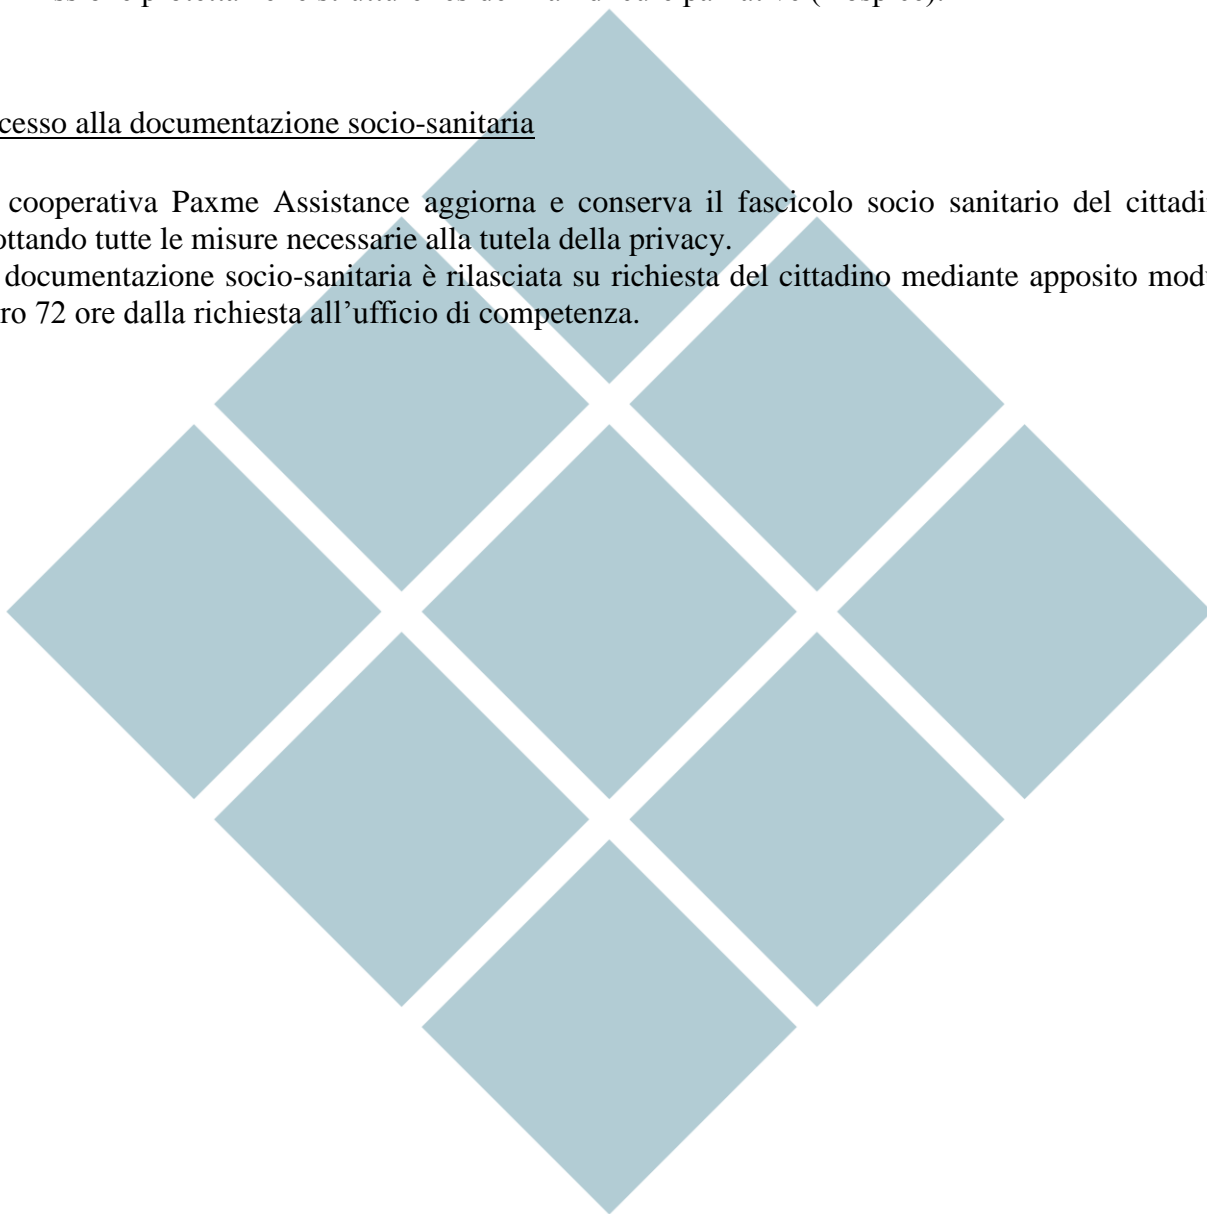 cesso alla documentazione socio-sanitaria
cooperativa Paxme Assistance aggiorna e conserva il fascicolo socio sanitario del cittadi
ottando tutte le misure necessarie alla tutela della privacy.
documentazione socio-sanitaria è rilasciata su richiesta del cittadino mediante apposito modu
ro 72 ore dalla richiesta all’ufficio di competenza.